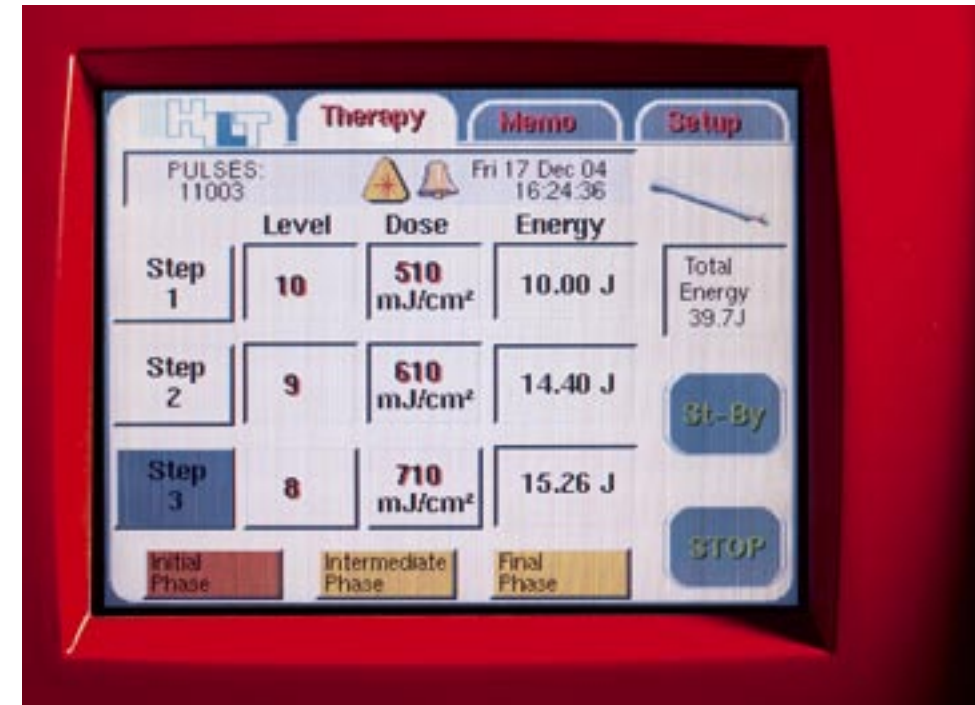 HLT
Therapy
Memo
Setup
PULSES:
11003
Fri 17 Dec 04
16:24:36
Level
Dose
Energy
Step
1
10
510
mJ/cm²
10.00 J
Total
Energy
39.7J
Step
2
9
610
mJ/cm²
14.40 J
St-By
Step
3
8
710
mJ/cm²
15.26 J
STOP
Initial
Phase
Intermediate
Phase
Final
Phase